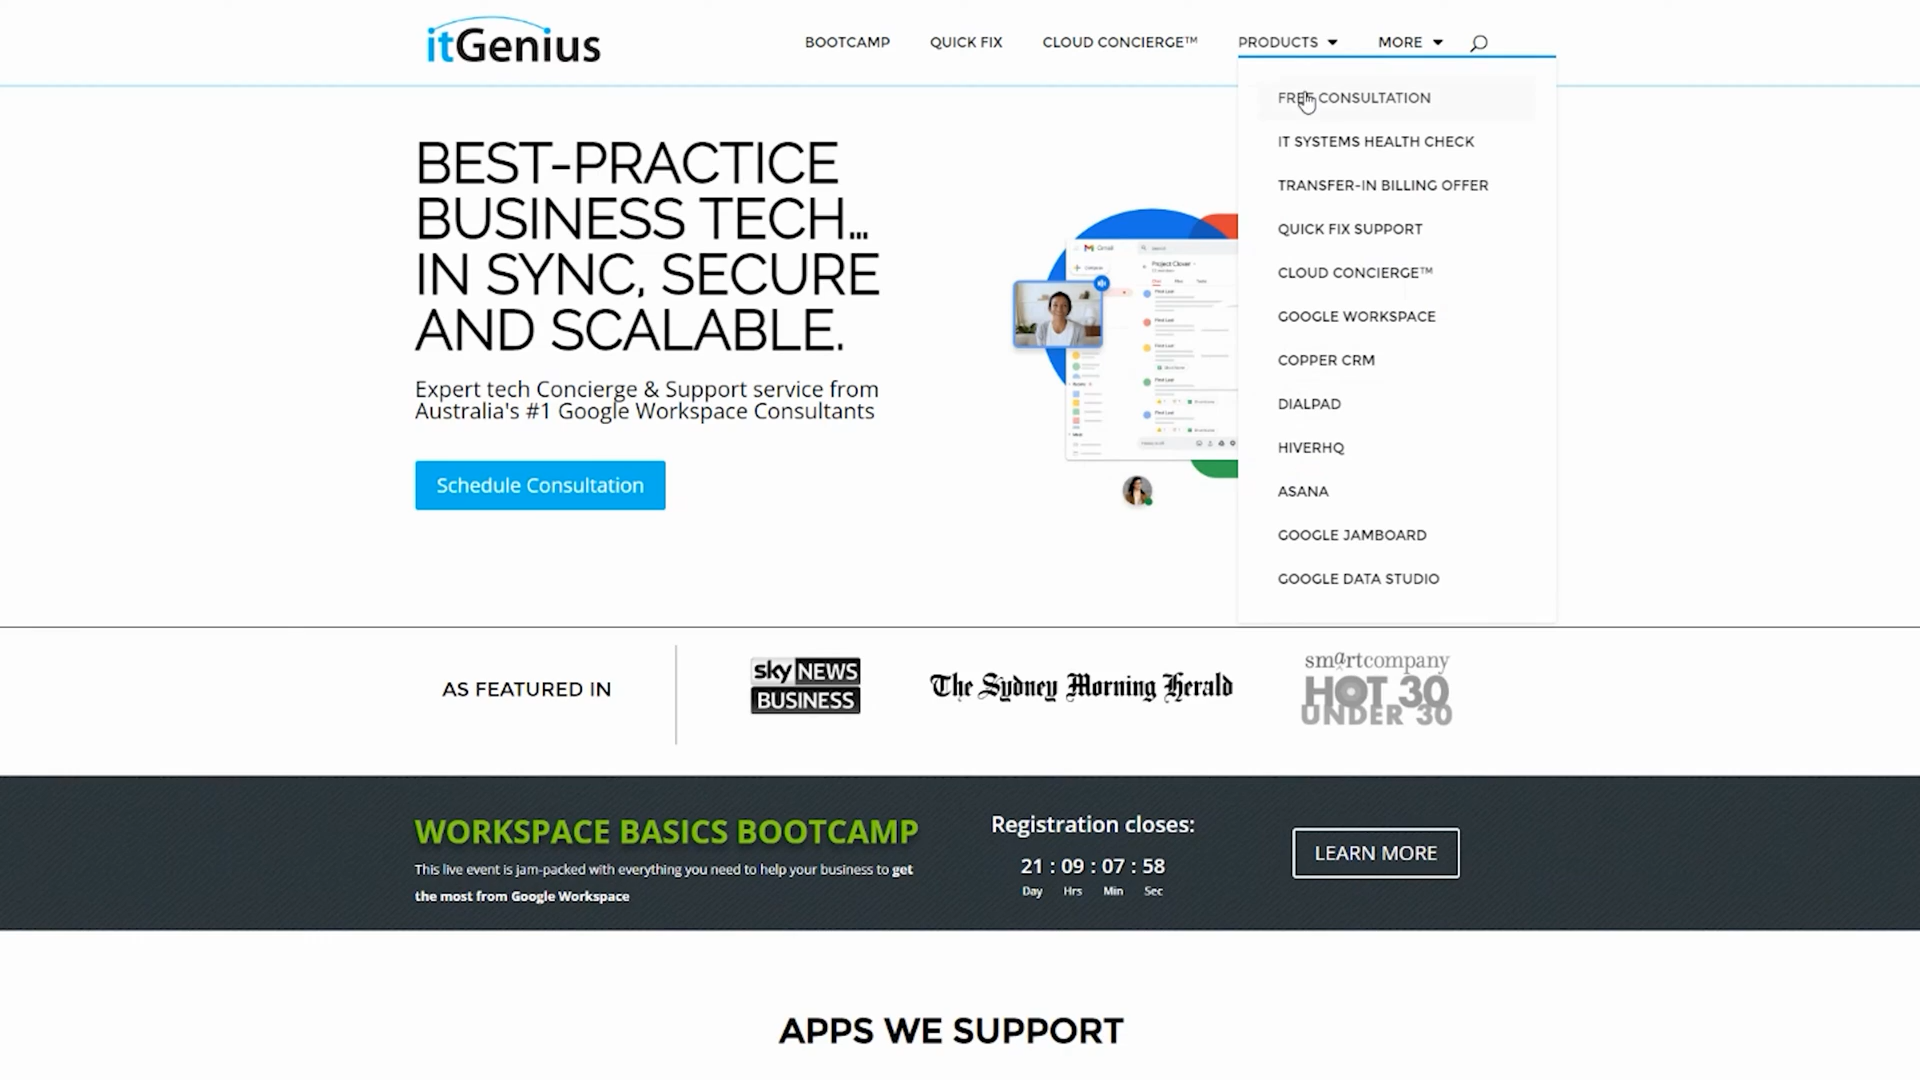 itGenius
BOOTCAMP
QUICK FIX
CLOUD CONCIERGE™
PRODUCTS
MORE
FREE CONSULTATION
IT SYSTEMS HEALTH CHECK
TRANSFER-IN BILLING OFFER
QUICK FIX SUPPORT
CLOUD CONCIERGE™
GOOGLE WORKSPACE
COPPER CRM
DIALPAD
HIVERHQ
ASANA
GOOGLE JAMBOARD
GOOGLE DATA STUDIO
BEST-PRACTICE
BUSINESS TECH...
IN SYNC, SECURE
AND SCALABLE.
Expert tech Concierge & Support service from
Australia's #1 Google Workspace Consultants
Schedule Consultation
Gmail
Project Clover
AS FEATURED IN
sky NEWS
BUSINESS
The Sydney Morning Herald
smartcompany
HOT 30
UNDER 30
WORKSPACE BASICS BOOTCAMP
This live event is jam-packed with everything you need to help your business to get
the most from Google Workspace
Registration closes:
21 : 09 : 07 : 58
Day Hrs Min Sec
LEARN MORE
APPS WE SUPPORT